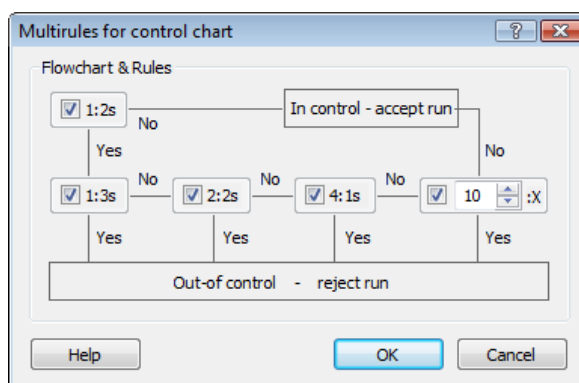 Multirules for control chart
Flowchart & Rules
1:2s
In control - accept run
No
Yes
No
1:3s
No
2:2s
No
4:1s
No
10 :X
Yes
Yes
Yes
Yes
Out-of control - reject run
Help
OK
Cancel